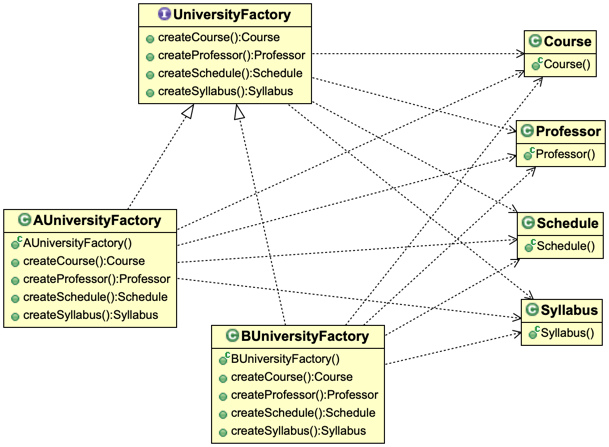 I UniversityFactory
createCourse():Course
createProfessor():Professor
createSchedule():Schedule
createSyllabus():Syllabus
C Course
C Course()
C Professor
C Professor()
C AUniversityFactory
C AUniversityFactory()
createCourse():Course
createProfessor():Professor
createSchedule():Schedule
createSyllabus():Syllabus
C Schedule
C Schedule()
C Syllabus
C Syllabus()
C BUniversityFactory
C BUniversityFactory()
createCourse():Course
createProfessor():Professor
createSchedule():Schedule
createSyllabus():Syllabus